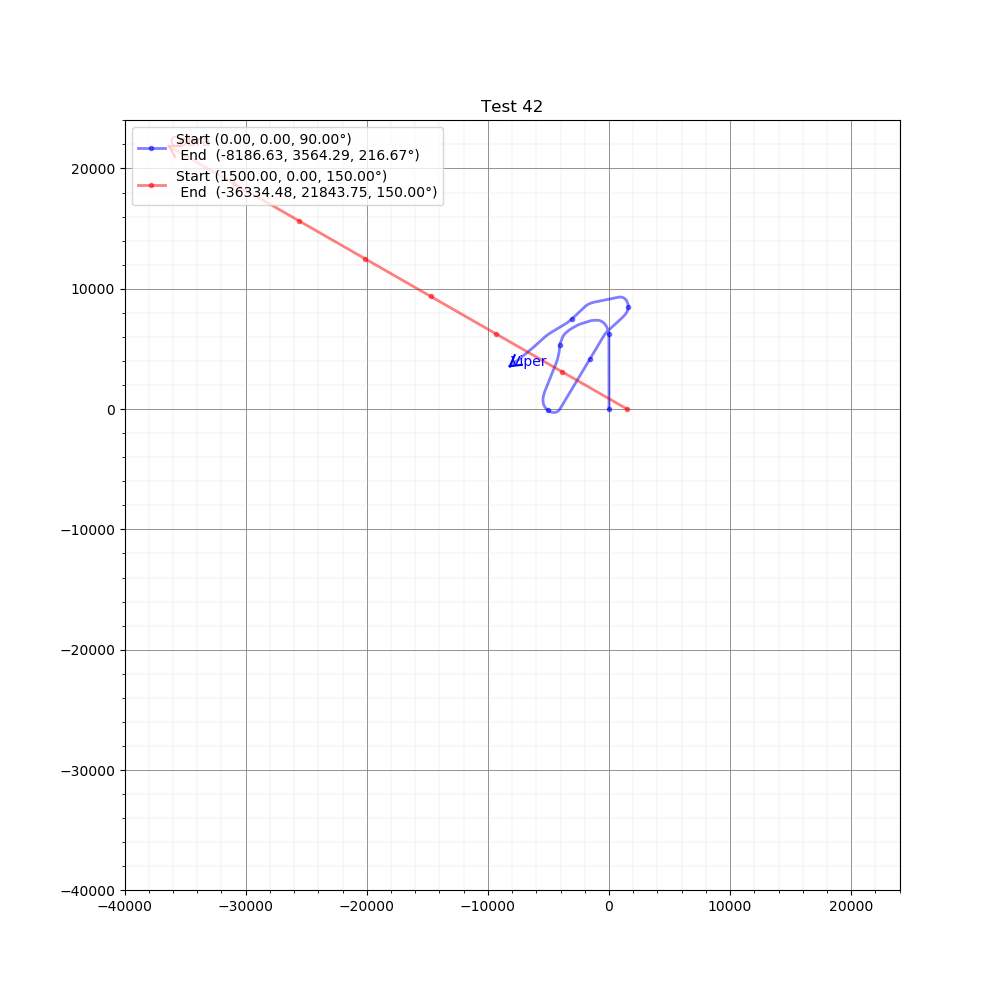 Test 42
Start (0.00, 0.00, 90.00°)
End  (-8186.63, 3564.29, 216.67°)
Start (1500.00, 0.00, 150.00°)
End  (-36334.48, 21843.75, 150.00°)
20000
10000
Viper
0
−10000
−20000
−30000
−40000
−40000 −30000 −20000 −10000 0 10000 20000